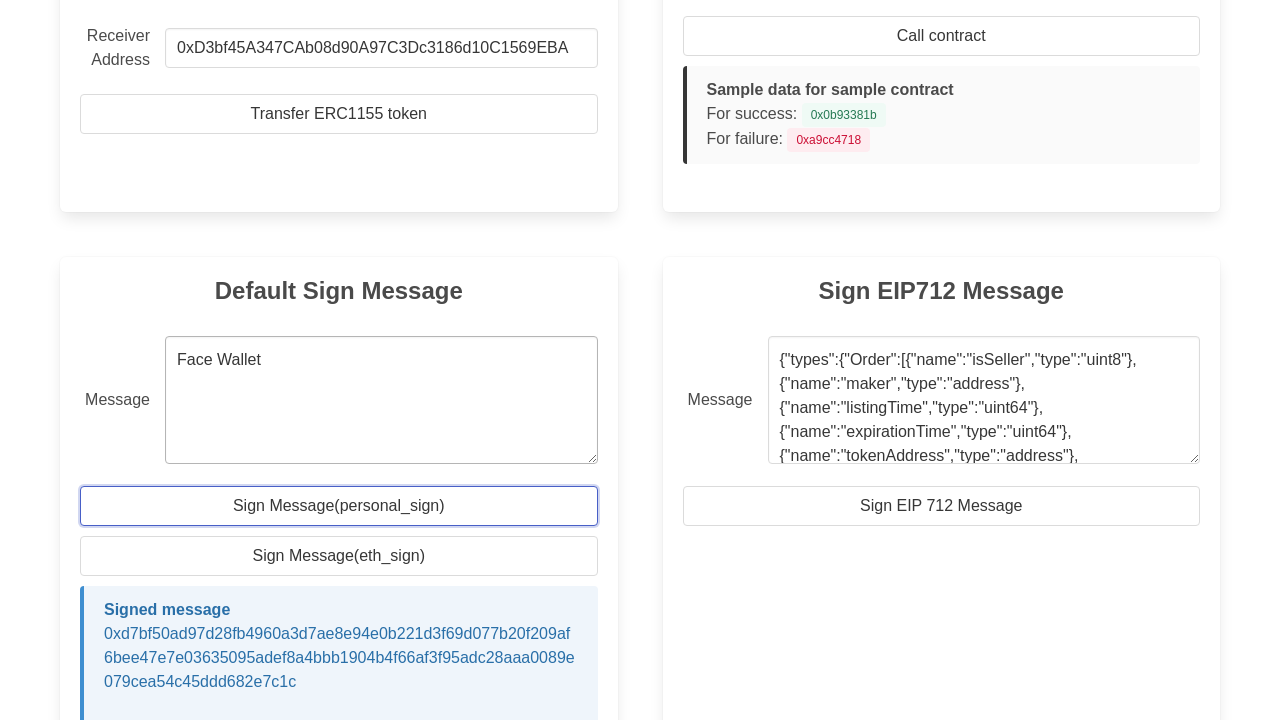 Receiver
Address
0xD3bf45A347CAb08d90A97C3Dc3186d10C1569EBA
Transfer ERC1155 token
Call contract
Sample data for sample contract
For success: 0x0b93381b
For failure: 0xa9cc4718
Default Sign Message
Message
Face Wallet
Sign Message(personal_sign)
Sign Message(eth_sign)
Signed message
0xd7bf50ad97d28fb4960a3d7ae8e94e0b221d3f69d077b20f209af
6bee47e7e03635095adef8a4bbb1904b4f66af3f95adc28aaa0089e
079cea54c45ddd682e7c1c
Sign EIP712 Message
Message
{"types":{"Order":[{"name":"isSeller","type":"uint8"},
{"name":"maker","type":"address"},
{"name":"listingTime","type":"uint64"},
{"name":"expirationTime","type":"uint64"},
{"name":"tokenAddress","type":"address"},
Sign EIP 712 Message